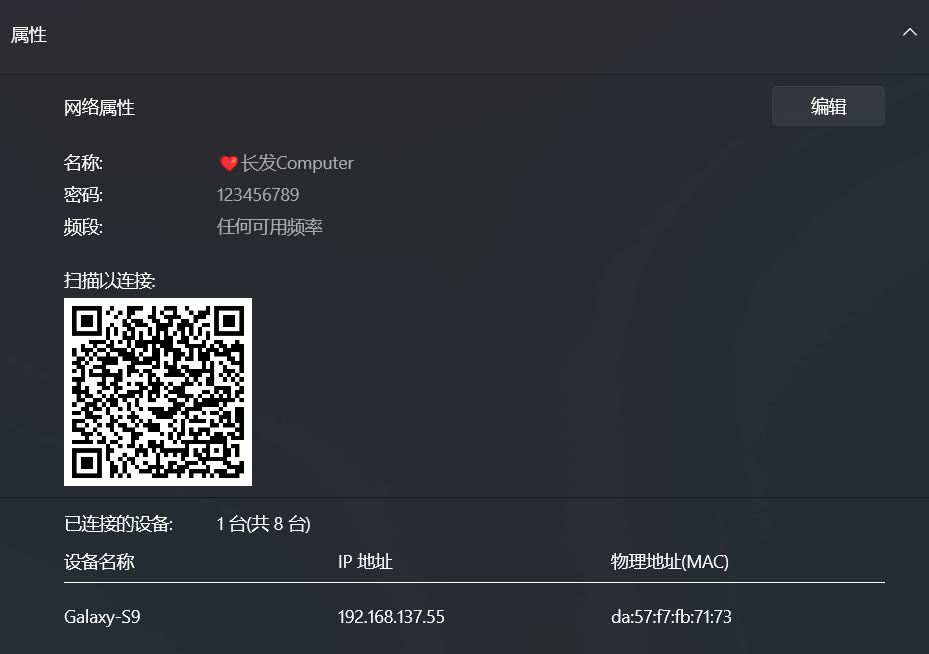 属性
网络属性
编辑
名称: ❤️长发Computer
密码: 123456789
频段: 任何可用频率
扫描以连接:
已连接的设备: 1 台(共 8 台)
设备名称 IP 地址 物理地址(MAC)
Galaxy-S9 192.168.137.55 da:57:f7:fb:71:73